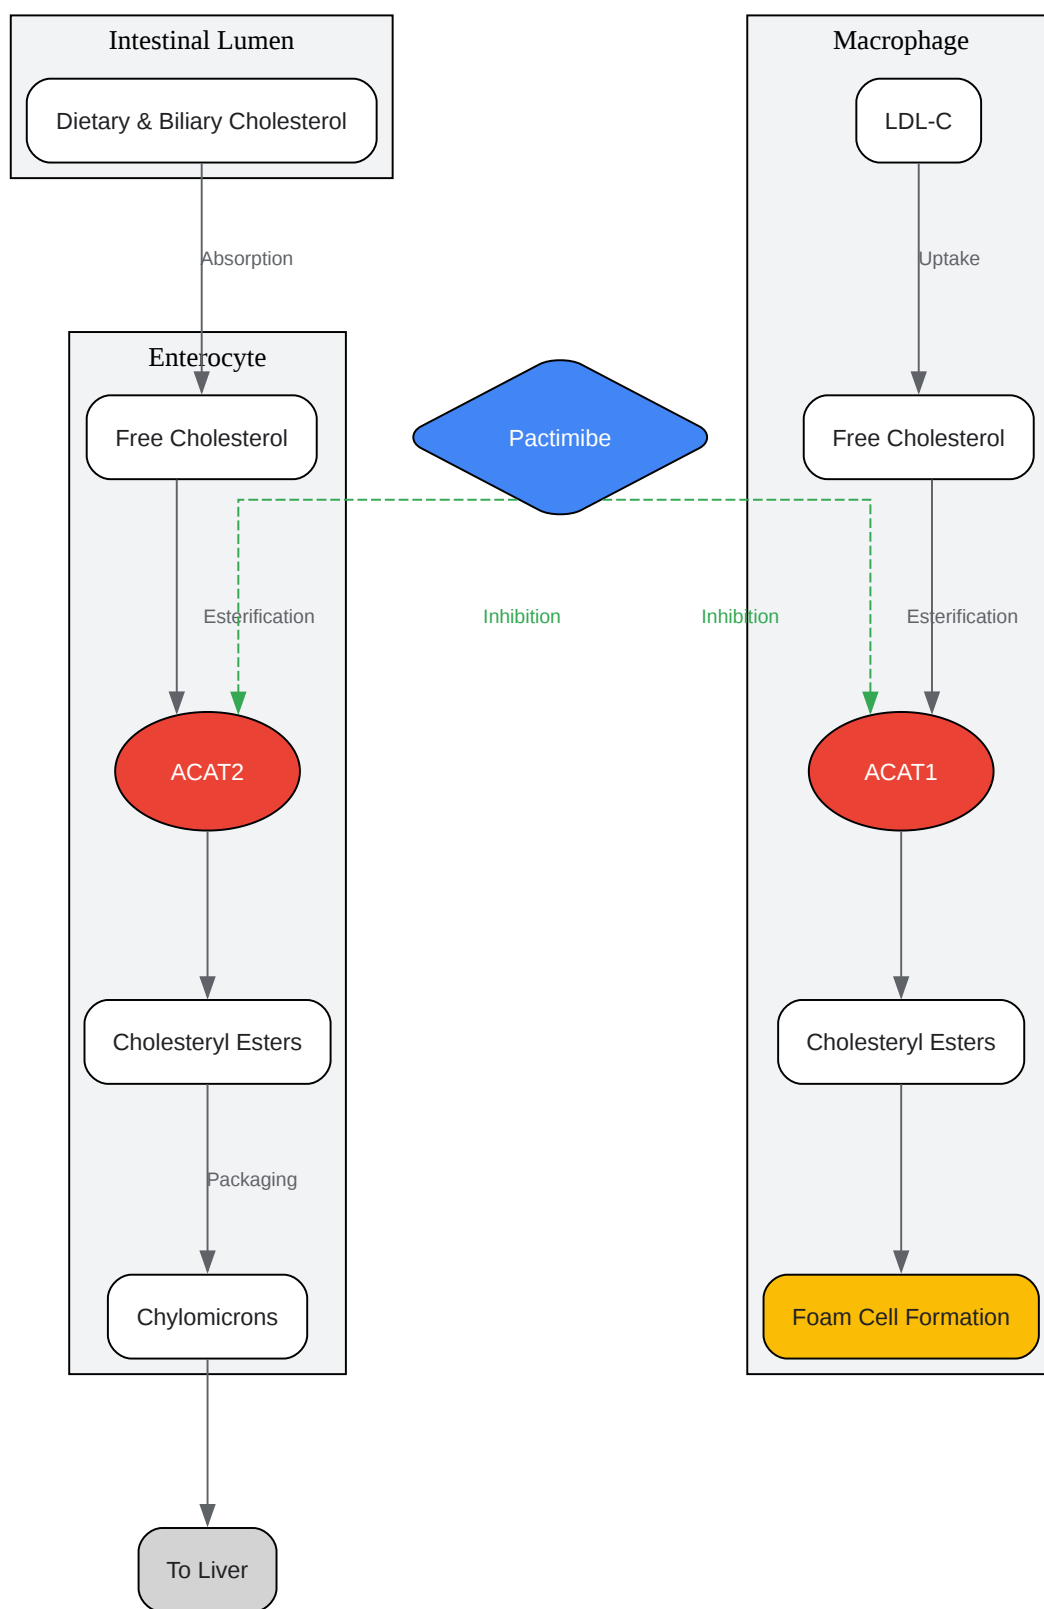 Intestinal Lumen
Macrophage
Dietary & Biliary Cholesterol
LDL-C
Absorption
Uptake
Enterocyte
Free Cholesterol
Pactimibe
Free Cholesterol
Esterification
Inhibition
Inhibition
Esterification
ACAT2
ACAT1
Cholesteryl Esters
Cholesteryl Esters
Packaging
Chylomicrons
Foam Cell Formation
To Liver